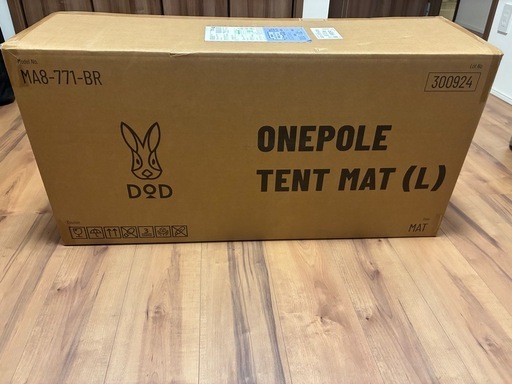 MA8-771-BR
300924
ONEPOLE
TENT MAT (L)
DOD
MAT